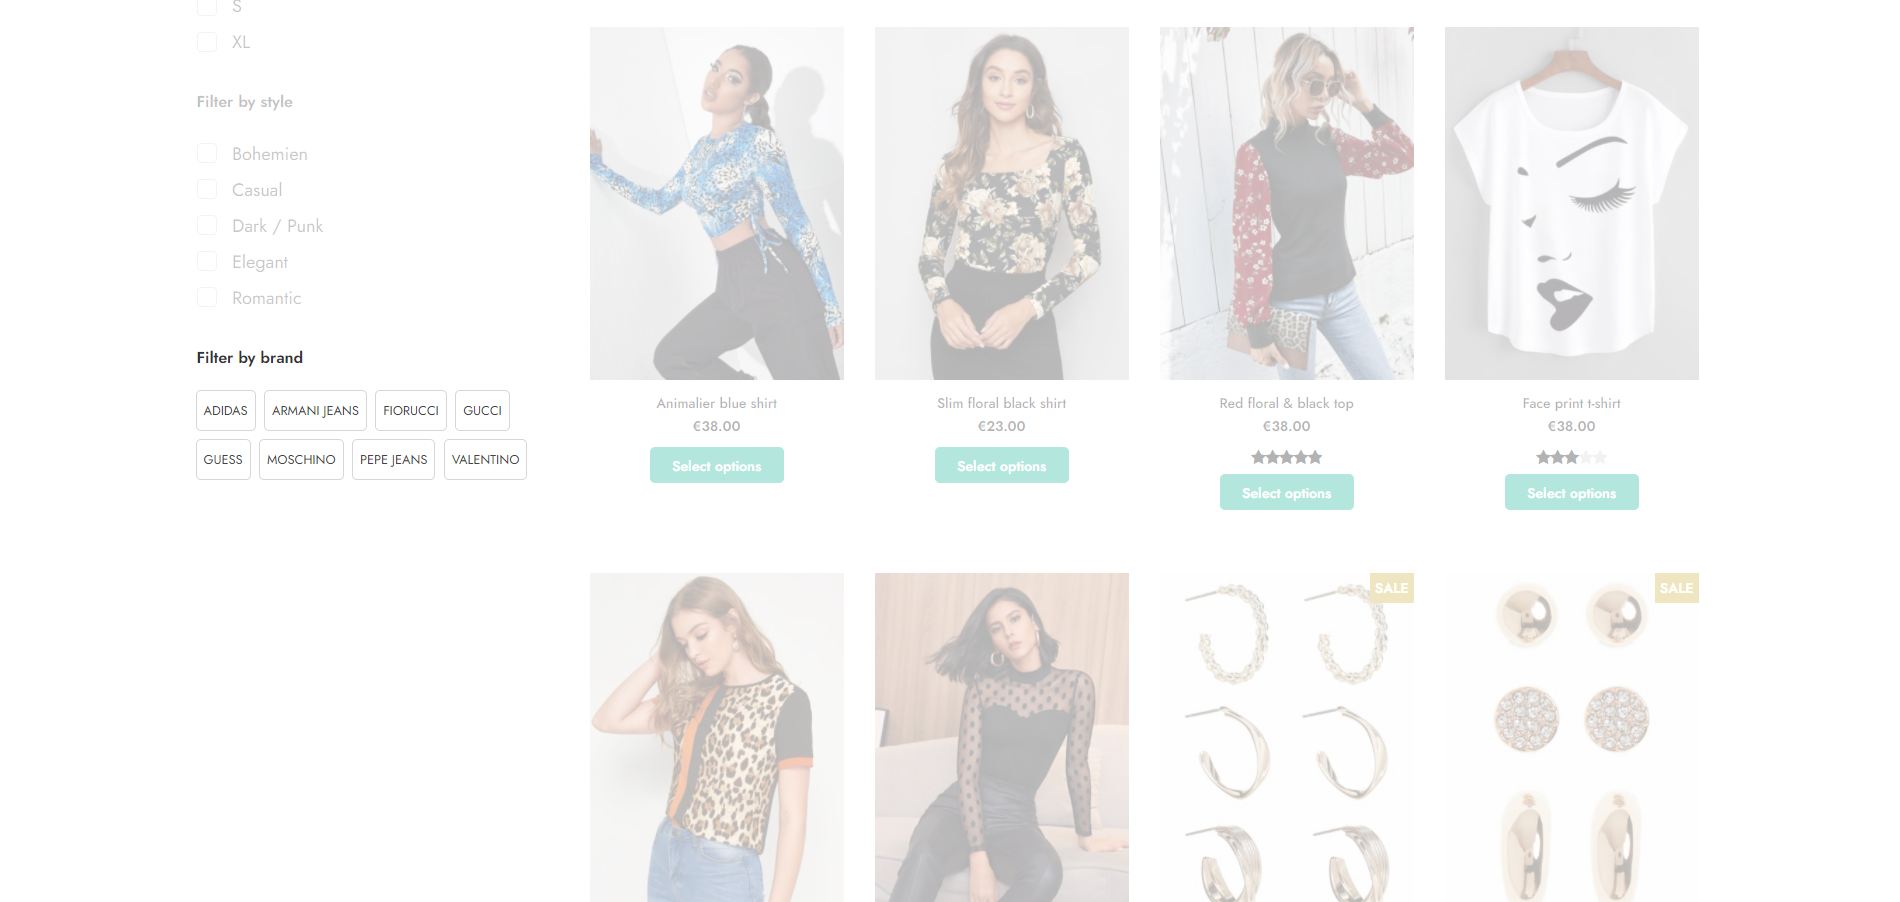 S
XL
Filter by style
Bohemien
Casual
Dark / Punk
Elegant
Romantic
Filter by brand
ADIDAS ARMANI JEANS FIORUCCI GUCCI
GUESS MOSCHINO PEPE JEANS VALENTINO
Animalier blue shirt
€38.00
Select options
Slim floral black shirt
€23.00
Select options
Red floral & black top
€38.00
Select options
Face print t-shirt
€38.00
Select options
SALE
SALE